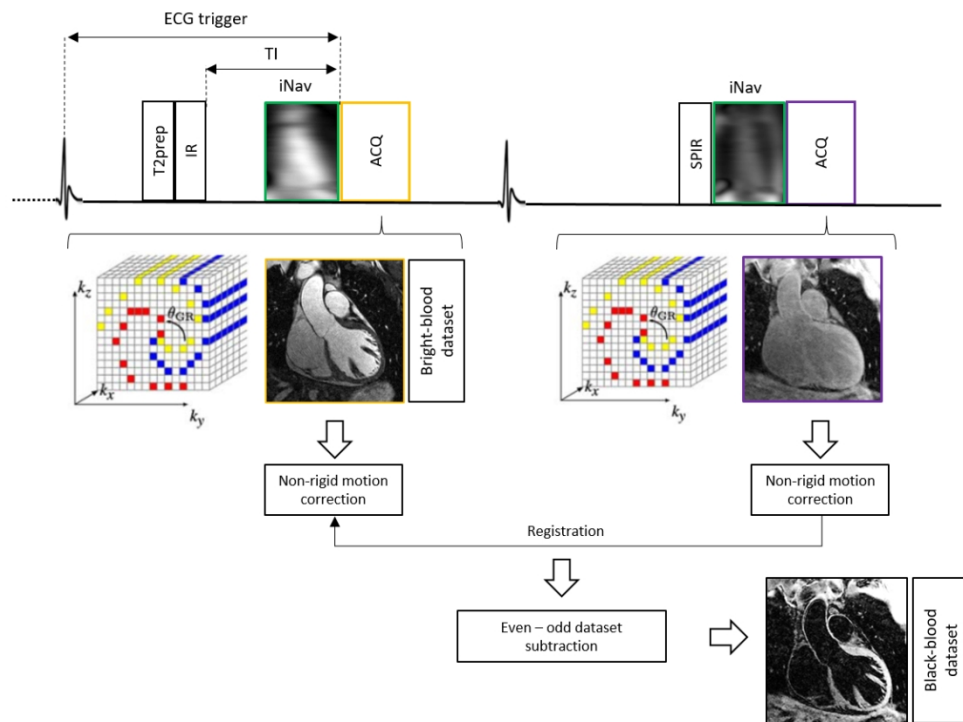 ECG trigger
TI
iNav
iNav
T2prep
IR
ACQ
SPIR
ACQ
kz
θGR
kx
ky
Bright-blood
dataset
kz
θGR
kx
ky
Non-rigid motion
correction
Non-rigid motion
correction
Registration
Even – odd dataset
subtraction
Black-blood
dataset